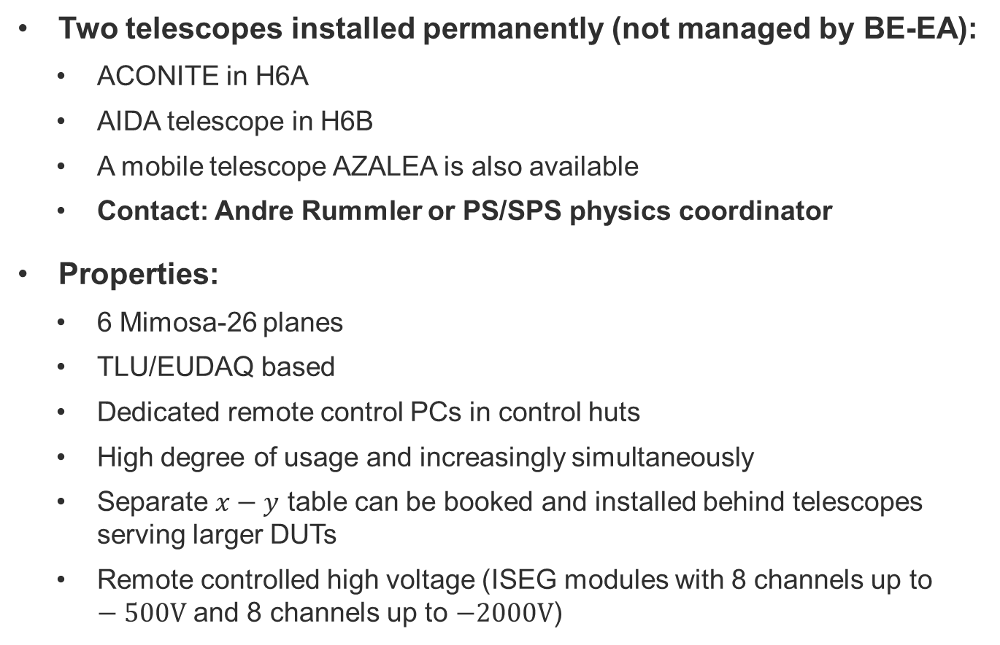 • Two telescopes installed permanently (not managed by BE-EA):
• ACONITE in H6A
• AIDA telescope in H6B
• A mobile telescope AZALEA is also available
• Contact: Andre Rummler or PS/SPS physics coordinator
• Properties:
• 6 Mimosa-26 planes
• TLU/EUDAQ based
• Dedicated remote control PCs in control huts
• High degree of usage and increasingly simultaneously
• Separate x − y table can be booked and installed behind telescopes
serving larger DUTs
• Remote controlled high voltage (ISEG modules with 8 channels up to
− 500V and 8 channels up to −2000V)